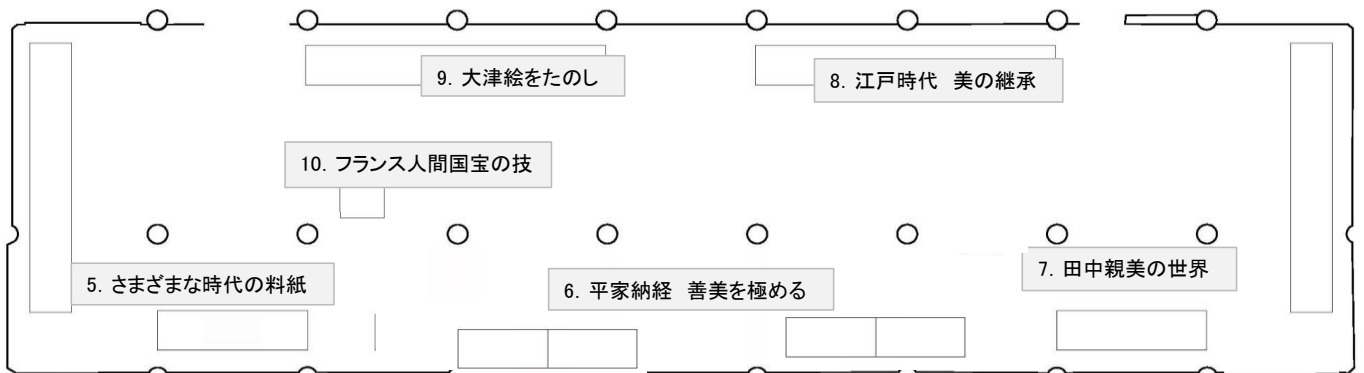 9．大津絵をたのし
8．江戸時代　美の継承
10．フランス人間国宝の技
5．さまざまな時代の料紙
6．平家納経　善美を極める
7．田中親美の世界